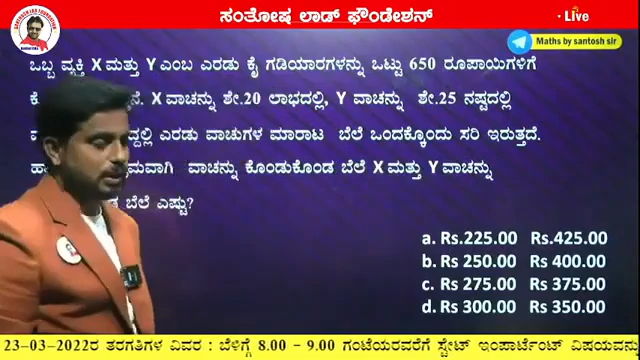 ಸಂತೋಷ ಲಾಡ್ ಫೌಂಡೇಶನ್
Live
Maths by santosh sir
ಒಬ್ಬ ವ್ಯಕ್ತಿ X ಮತ್ತು Y ಎಂಬ ಎರಡು ಕೈ ಗಡಿಯಾರಗಳನ್ನು ಒಟ್ಟು 650 ರೂಪಾಯಿಗಳಿಗೆ
X ವಾಚನ್ನು ಶೇ.20 ಲಾಭದಲ್ಲಿ, Y ವಾಚನ್ನು ಶೇ.25 ನಷ್ಟದಲ್ಲಿ
ಎರಡು ವಾಚುಗಳ ಮಾರಾಟ ಬೆಲೆ ಒಂದಕ್ಕೊಂದು ಸರಿ ಇರುತ್ತದೆ.
ವಾಚನ್ನು ಕೊಂಡುಕೊಂಡ ಬೆಲೆ X ಮತ್ತು Y ವಾಚನ್ನು
ಬೆಲೆ ಎಷ್ಟು?
a. Rs.225.00 Rs.425.00
b. Rs 250.00 Rs 400.00
c. Rs 275.00 Rs 375.00
d. Rs 300.00 Rs 350.00
23-03-2022ರ ತರಗತಿಗಳ ವಿವರ : ಬೆಳಿಗ್ಗೆ 8.00 - 9.00 ಗಂಟೆಯರವರೆಗೆ ಸ್ಟೇಟ್ ಇಂಪಾರ್ಟೆಂಟ್ ವಿಷಯವನ್ನು